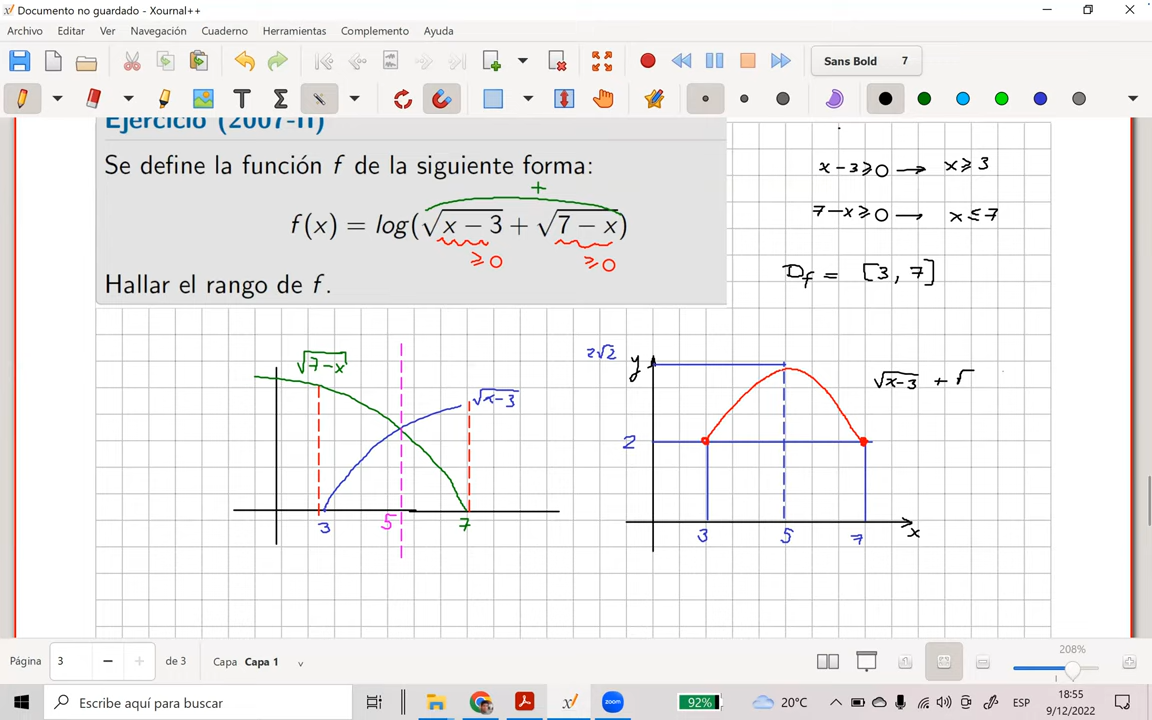 Documento no guardado - Xournal++
Archivo Editar Ver Navegación Cuaderno Herramientas Complemento Ayuda
Sans Bold 7
Ejercicio (2007-II)
Se define la función f de la siguiente forma:
+
f(x) = log(√x − 3 + √7 − x)
≥0 ≥0
Hallar el rango de f.
x-3≥0 → x≥3
7-x≥0 → x≤7
Df = [3, 7]
√7-x
√x-3
3 5 7
2√2 y
√x-3 + √
2
3 5 7 x
Página 3 de 3 Capa Capa 1 208%
Escribe aquí para buscar
zoom
92%
20°C
ESP
18:55
9/12/2022